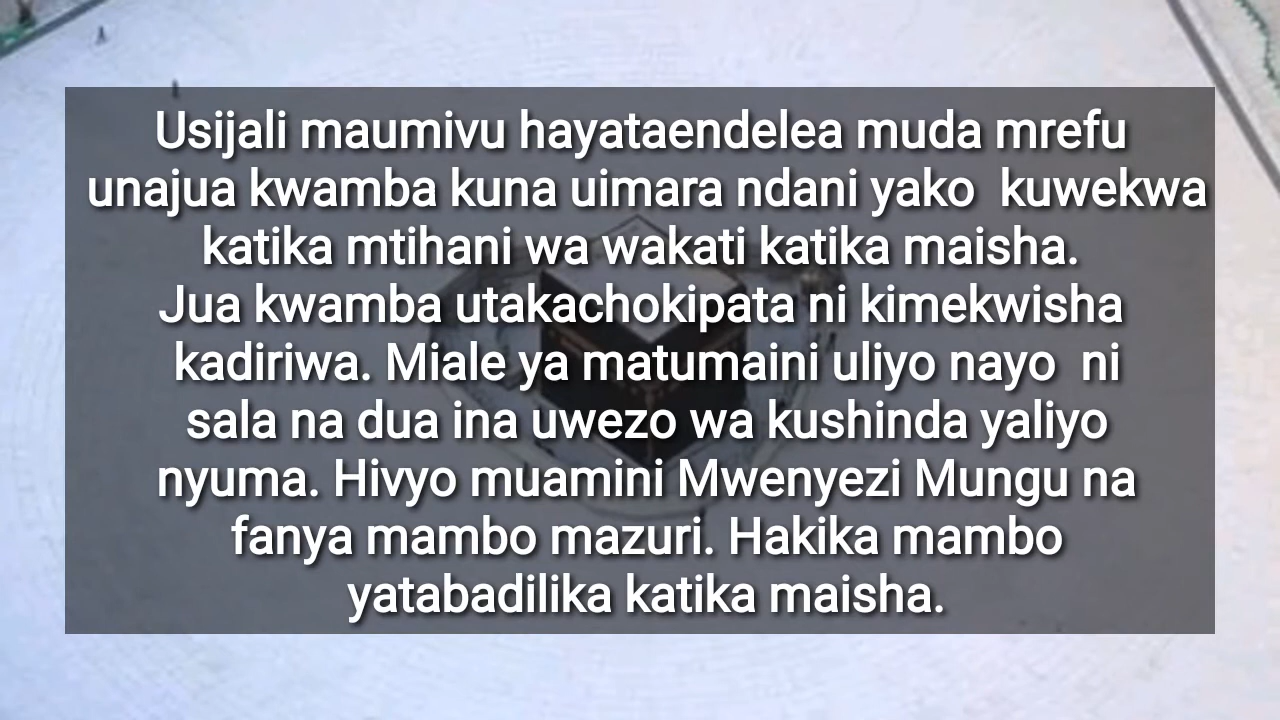 Usijali maumivu hayataendelea muda mrefu
unajua kwamba kuna uimara ndani yako kuwekwa
katika mtihani wa wakati katika maisha.
Jua kwamba utakachokipata ni kimekwisha
kadiriwa. Miale ya matumaini uliyo nayo ni
sala na dua ina uwezo wa kushinda yaliyo
nyuma. Hivyo muamini Mwenyezi Mungu na
fanya mambo mazuri. Hakika mambo
yatabadilika katika maisha.